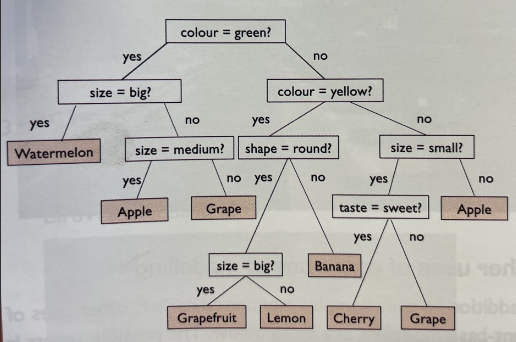 colour = green?
yes
no
size = big?
colour = yellow?
yes
no
yes
no
Watermelon
size = medium?
shape = round?
size = small?
yes
no
yes
no
yes
no
Apple
Grape
taste = sweet?
Apple
yes
no
size = big?
Banana
yes
no
Grapefruit
Lemon
Cherry
Grape